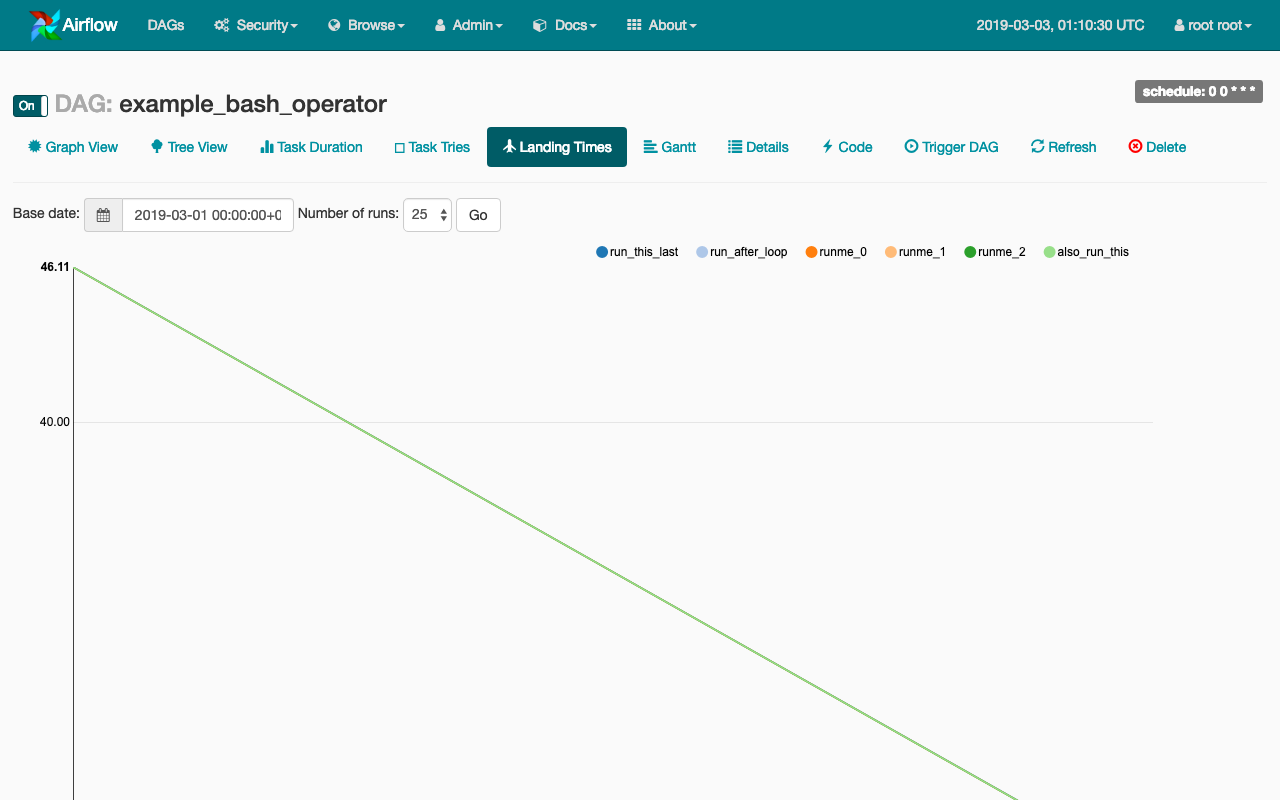 Airflow DAGs Security Browse Admin Docs About 2019-03-03, 01:10:30 UTC root root
On DAG: example_bash_operator schedule: 0 0 * * *
Graph View Tree View Task Duration Task Tries Landing Times Gantt Details Code Trigger DAG Refresh Delete
Base date: 2019-03-01 00:00:00+0 Number of runs: 25 Go
run_this_last run_after_loop runme_0 runme_1 runme_2 also_run_this
46.11
40.00